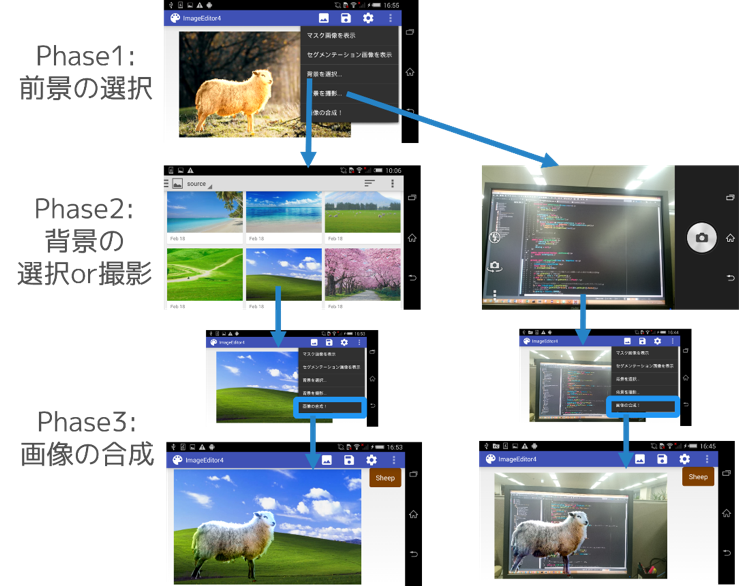 Phase1:
前景の選択
16:55
ImageEditor4
マスク画像を表示
セグメンテーション画像を表示
背景を選択...
景を撮影...
像の合成！
Phase2:
背景の
選択or撮影
10:06
source
Feb 18
Feb 18
Feb 18
Feb 18
Feb 18
Feb 18
Phase3:
画像の合成
16:53
ImageEditor4
マスク画像を表示
セグメンテーション画像を表示
背景を選択...
背景を撮影...
画像の合成！
16:44
ImageEditor4
マスク画像を表示
セグメンテーション画像を表示
背景を選択...
背景を撮影...
画像の合成！
16:53
ImageEditor4
Sheep
16:45
ImageEditor4
Sheep